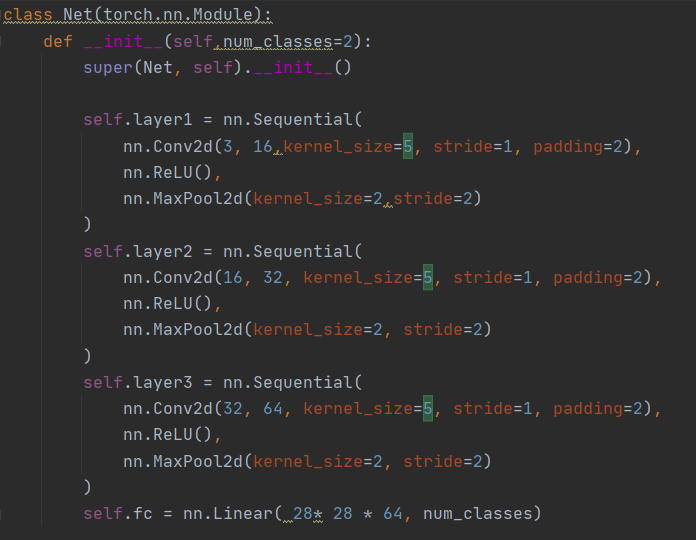 class Net(torch.nn.Module):
    def __init__(self,num_classes=2):
        super(Net, self).__init__()

        self.layer1 = nn.Sequential(
            nn.Conv2d(3, 16,kernel_size=5, stride=1, padding=2),
            nn.ReLU(),
            nn.MaxPool2d(kernel_size=2,stride=2)
        )
        self.layer2 = nn.Sequential(
            nn.Conv2d(16, 32, kernel_size=5, stride=1, padding=2),
            nn.ReLU(),
            nn.MaxPool2d(kernel_size=2, stride=2)
        )
        self.layer3 = nn.Sequential(
            nn.Conv2d(32, 64, kernel_size=5, stride=1, padding=2),
            nn.ReLU(),
            nn.MaxPool2d(kernel_size=2, stride=2)
        )
        self.fc = nn.Linear( 28* 28 * 64, num_classes)